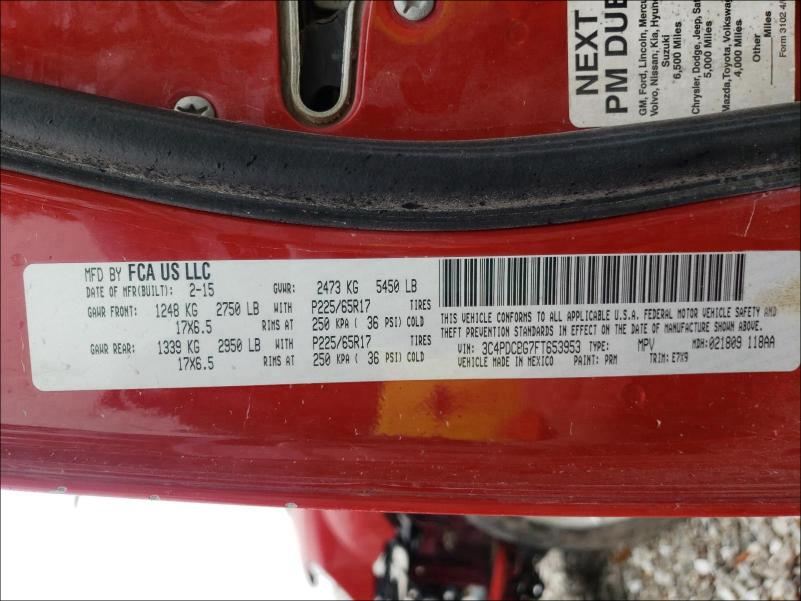 NEXT
PM DUE
GM, Ford, Lincoln, Mercu
Volvo, Nissan, Kia, Hyun
Suzuki
6,500 Miles
Chrysler, Dodge, Jeep, Sat
5,000 Miles
Mazda, Toyota, Volkswag
4,000 Miles
Other
Miles
Form 3102 4/
MFD BY FCA US LLC
DATE OF MFR(BUILT): 2-15 GVWR: 2473 KG 5450 LB
GAWR FRONT: 1248 KG 2750 LB WITH P225/65R17 TIRES
17X6.5 RIMS AT 250 KPA ( 36 PSI) COLD
GAWR REAR: 1339 KG 2950 LB WITH P225/65R17 TIRES
17X6.5 RIMS AT 250 KPA ( 36 PSI) COLD
THIS VEHICLE CONFORMS TO ALL APPLICABLE U.S.A. FEDERAL MOTOR VEHICLE SAFETY AND
THEFT PREVENTION STANDARDS IN EFFECT ON THE DATE OF MANUFACTURE SHOWN ABOVE.
VIN: 3C4PDCBG7FT653953 TYPE: MPV MDH: 021809 118AA
VEHICLE MADE IN MEXICO PAINT: PRM TRIM: E7X9